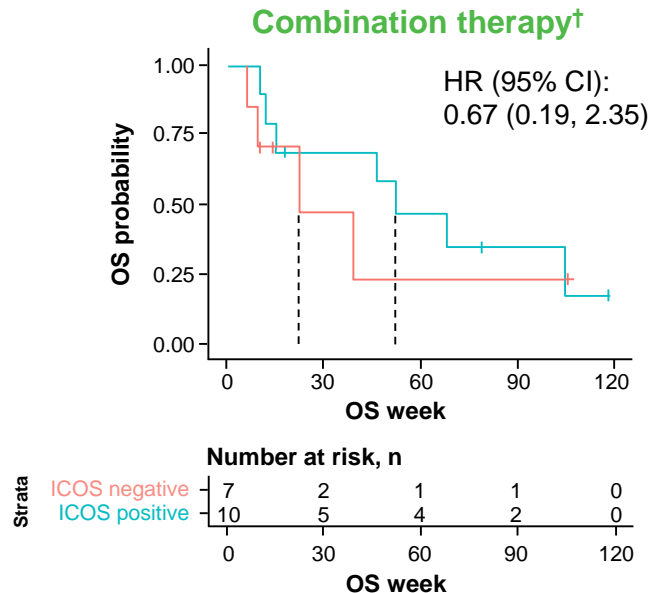 Combination therapy†
HR (95% CI):
0.67 (0.19, 2.35)
OS probability
1.00
0.75
0.50
0.25
0.00
0 30 60 90 120
OS week
Number at risk, n
Strata
ICOS negative 7 2 1 1 0
ICOS positive 10 5 4 2 0
0 30 60 90 120
OS week